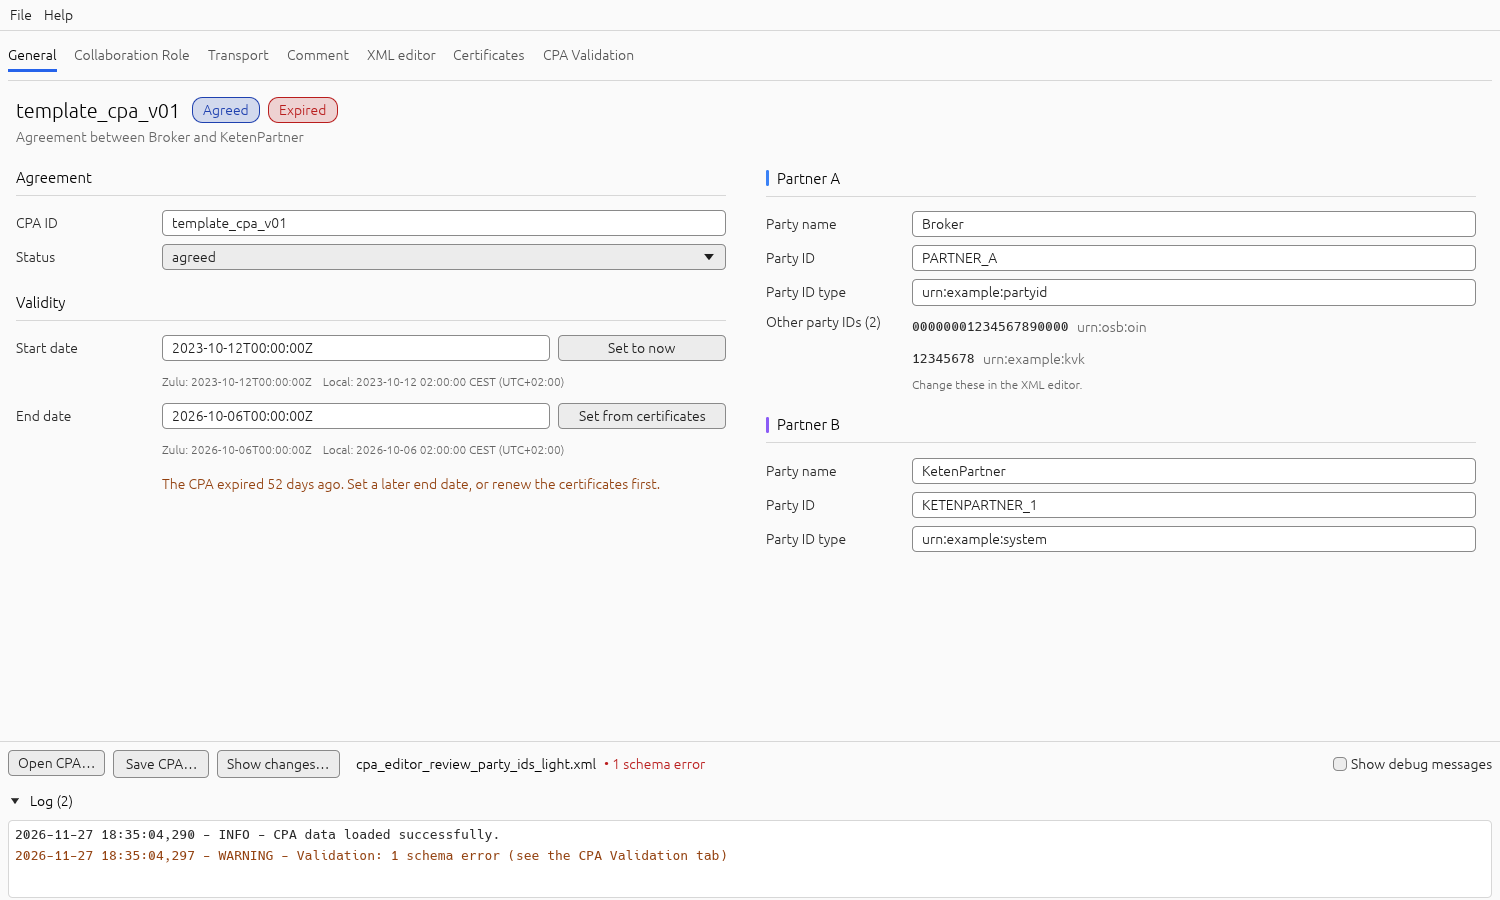 File Help
General Collaboration Role Transport Comment XML editor Certificates CPA Validation
template_cpa_v01 Agreed Expired
Agreement between Broker and KetenPartner
Agreement
CPA ID template_cpa_v01
Status agreed
Validity
Start date 2023-10-12T00:00:00Z Set to now
Zulu: 2023-10-12T00:00:00Z Local: 2023-10-12 02:00:00 CEST (UTC+02:00)
End date 2026-10-06T00:00:00Z Set from certificates
Zulu: 2026-10-06T00:00:00Z Local: 2026-10-06 02:00:00 CEST (UTC+02:00)
The CPA expired 52 days ago. Set a later end date, or renew the certificates first.
Partner A
Party name Broker
Party ID PARTNER_A
Party ID type urn:example:partyid
Other party IDs (2) 00000001234567890000 urn:osb:oin
12345678 urn:example:kvk
Change these in the XML editor.
Partner B
Party name KetenPartner
Party ID KETENPARTNER_1
Party ID type urn:example:system
Open CPA... Save CPA... Show changes... cpa_editor_review_party_ids_light.xml • 1 schema error Show debug messages
Log (2)
2026-11-27 18:35:04,290 - INFO - CPA data loaded successfully.
2026-11-27 18:35:04,297 - WARNING - Validation: 1 schema error (see the CPA Validation tab)